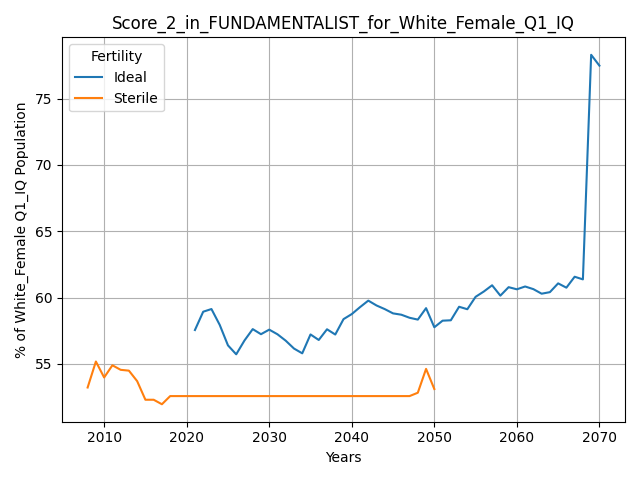 Score_2_in_FUNDAMENTALIST_for_White_Female_Q1_IQ
Fertility
Ideal
Sterile
% of White_Female Q1_IQ Population
75
70
65
60
55
2010 2020 2030 2040 2050 2060 2070
Years